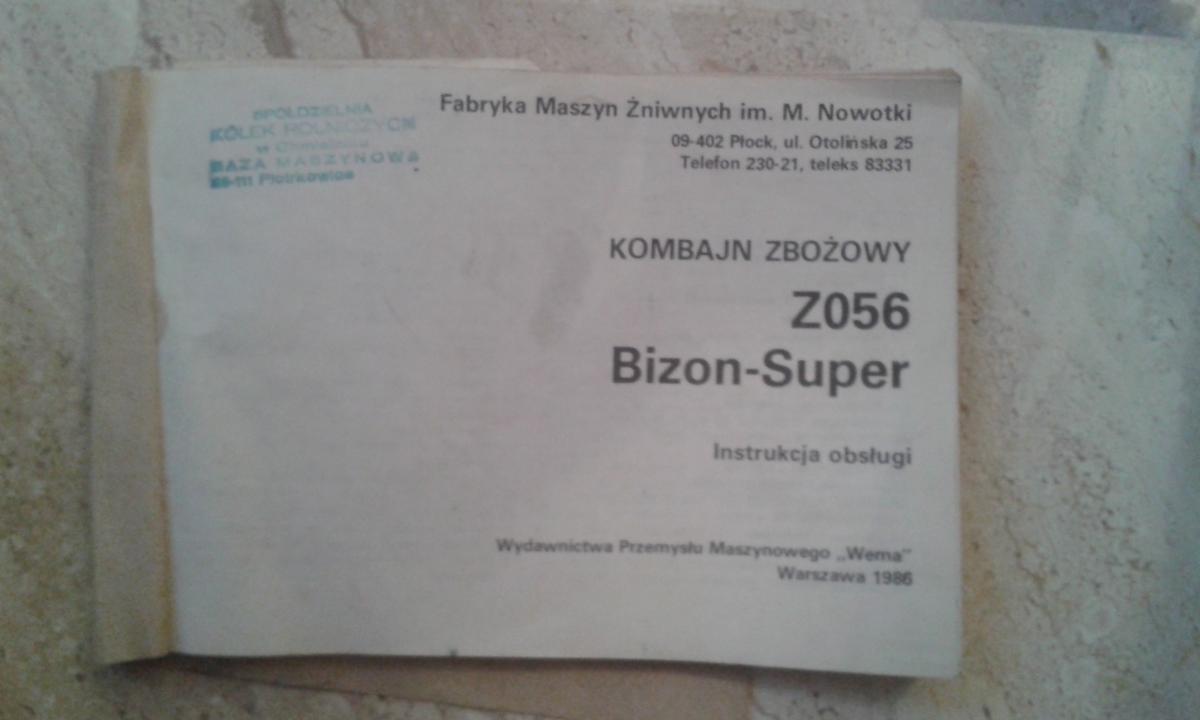 SPÓŁDZIELNIA
KÓŁEK ROLNICZYCH
w
BAZA MASZYNOWA
Piotrkowice
Fabryka Maszyn Żniwnych im. M. Nowotki
09-402 Płock, ul. Otolińska 25
Telefon 230-21, teleks 83331
KOMBAJN ZBOŻOWY
Z056
Bizon-Super
Instrukcja obsługi
Wydawnictwa Przemysłu Maszynowego „Wema”
Warszawa 1986